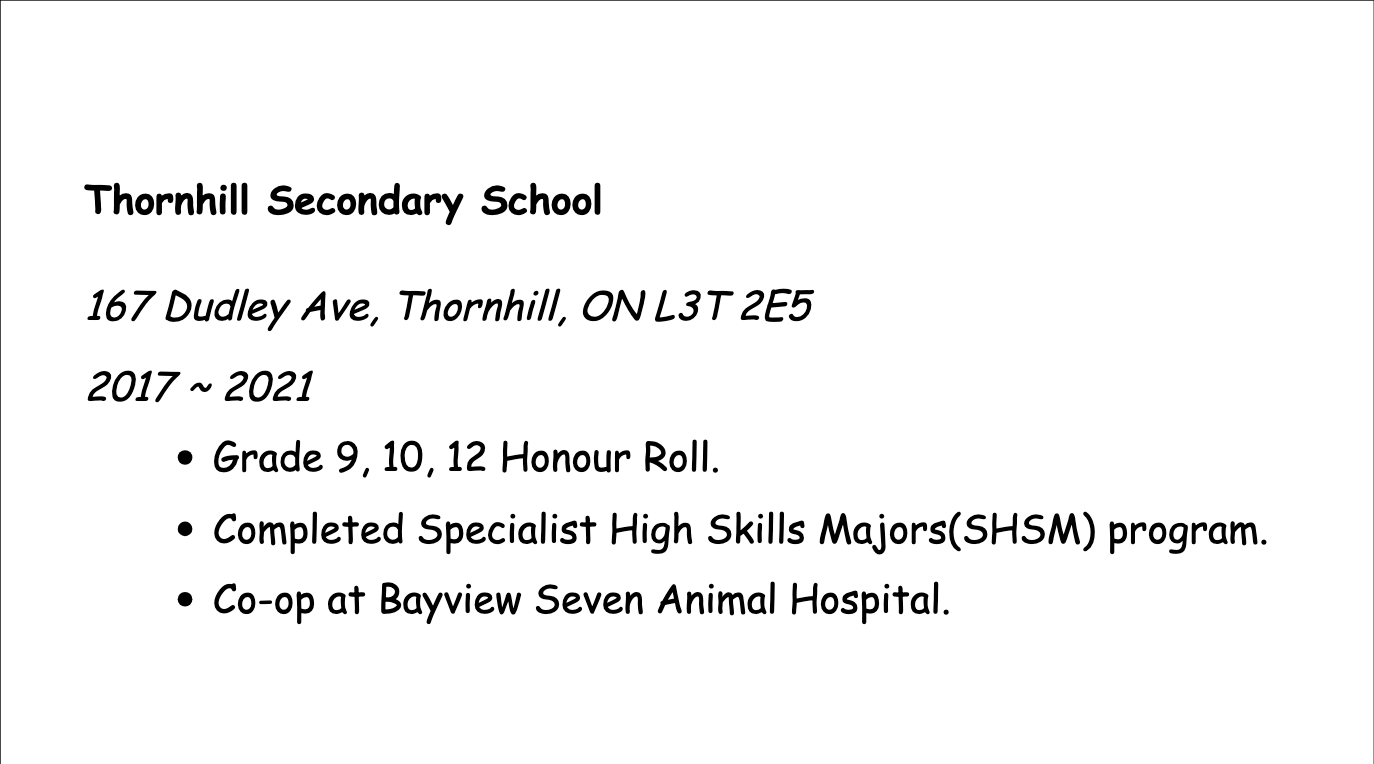 Thornhill Secondary School
167 Dudley Ave, Thornhill, ON L3T 2E5
2017 ~ 2021
• Grade 9, 10, 12 Honour Roll.
• Completed Specialist High Skills Majors(SHSM) program.
• Co-op at Bayview Seven Animal Hospital.